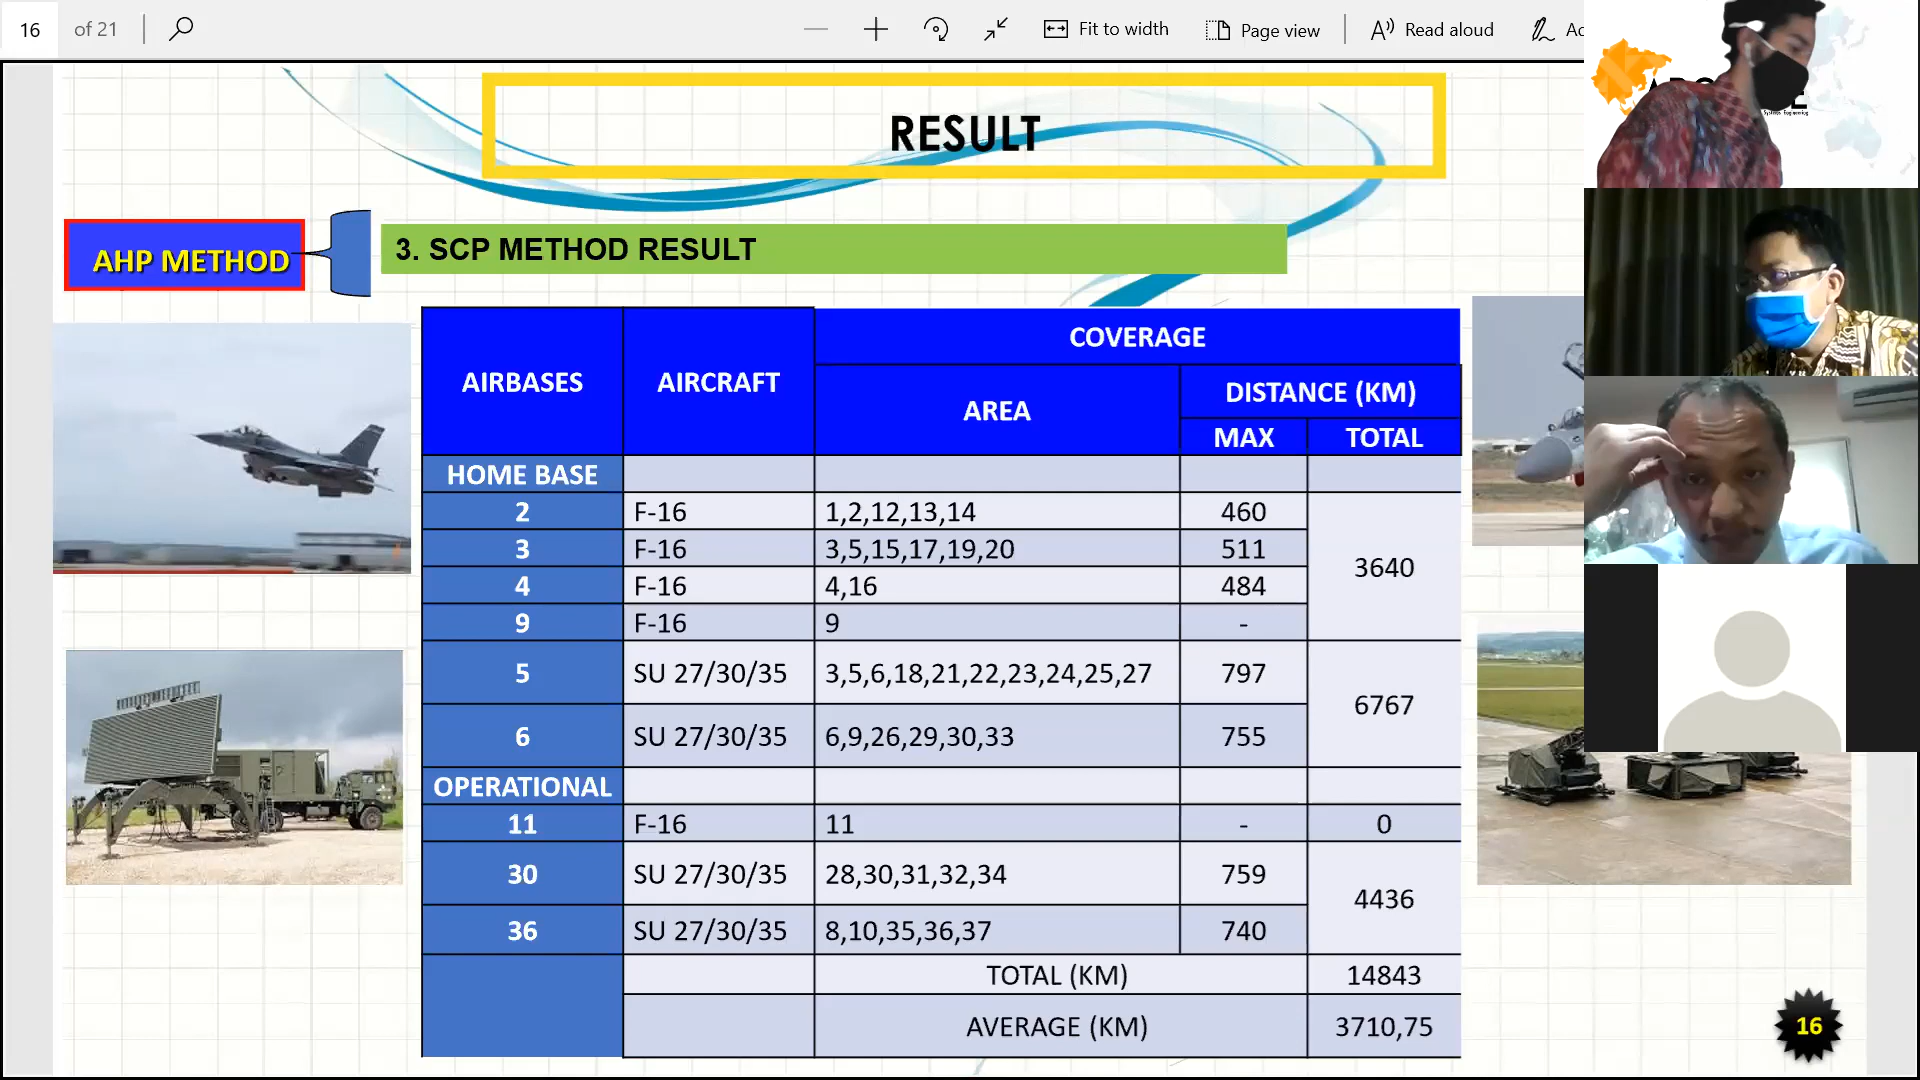 16 of 21 Fit to width Page view Read aloud
Systems Engineering
RESULT
AHP METHOD
3. SCP METHOD RESULT
AIRBASES AIRCRAFT COVERAGE
AREA DISTANCE (KM)
MAX TOTAL
HOME BASE
2 F-16 1,2,12,13,14 460
3 F-16 3,5,15,17,19,20 511
3640
4 F-16 4,16 484
9 F-16 9 -
5 SU 27/30/35 3,5,6,18,21,22,23,24,25,27 797
6767
6 SU 27/30/35 6,9,26,29,30,33 755
OPERATIONAL
11 F-16 11 - 0
30 SU 27/30/35 28,30,31,32,34 759
4436
36 SU 27/30/35 8,10,35,36,37 740
TOTAL (KM) 14843
AVERAGE (KM) 3710,75
16